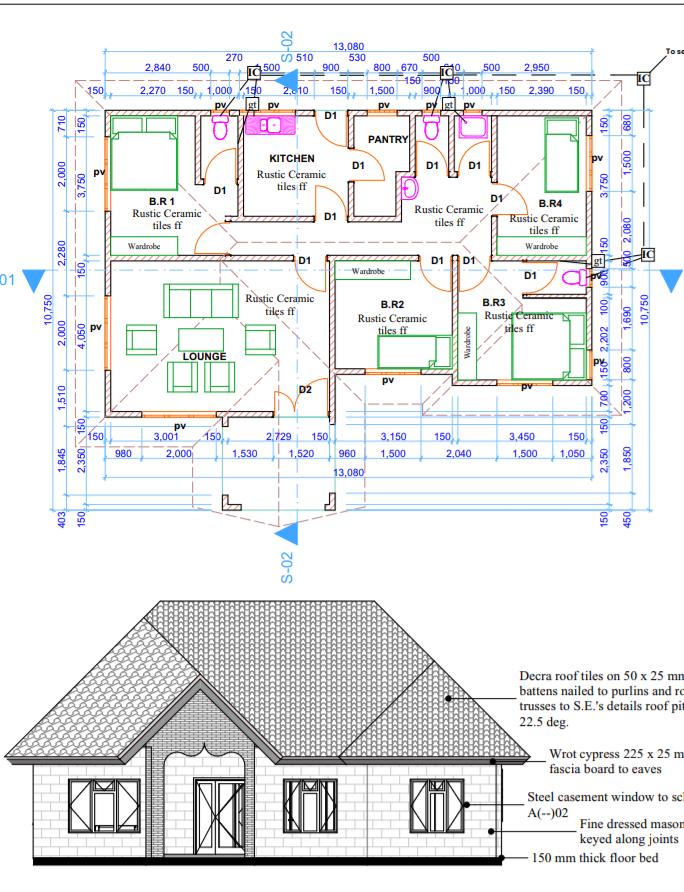 S-02
13,080
270
510
530
500
2,840
500
1,500
900
800
670
510
500
2,950
IC
IC
IC
To se
150
2,270
150
1,000
150
150
1,500
150
900
150
1,000
150
2,390
150
pv
gt
pv
pv
pv
gt
pv
D1
710
150
680
150
2,000
3,750
1,500
3,750
pv
pv
KITCHEN
PANTRY
Rustic Ceramic
tiles ff
D1
D1
D1
B.R 1
D1
D1
B.R4
Rustic Ceramic
tiles ff
Rustic Ceramic
Rustic Ceramic
tiles ff
D1
2,280
150
2,080
150
Wardrobe
Wardrobe
IC
gt
D1
D1
D1
D1
01
900
100
Wardrobe
Rustic Ceramic
tiles ff
B.R2
Rustic Ceramic
tiles ff
B.R3
Rustic Ceramic
tiles ff
Wardrobe
10,750
2,000
4,050
1,690
2,202
10,750
pv
LOUNGE
pv
800
pv
pv
D2
1,510
700
1,200
pv
150
150
3,001
150
2,729
150
3,150
150
3,450
150
150
980
2,000
1,530
1,520
960
1,500
2,040
1,500
1,050
1,845
2,350
2,350
1,850
13,080
403
150
150
450
S-02
Decra roof tiles on 50 x 25 mm
battens nailed to purlins and ro
trusses to S.E.'s details roof pit
22.5 deg.
Wrot cypress 225 x 25 m
fascia board to eaves
Steel casement window to sc
A(--)02
Fine dressed mason
keyed along joints
150 mm thick floor bed